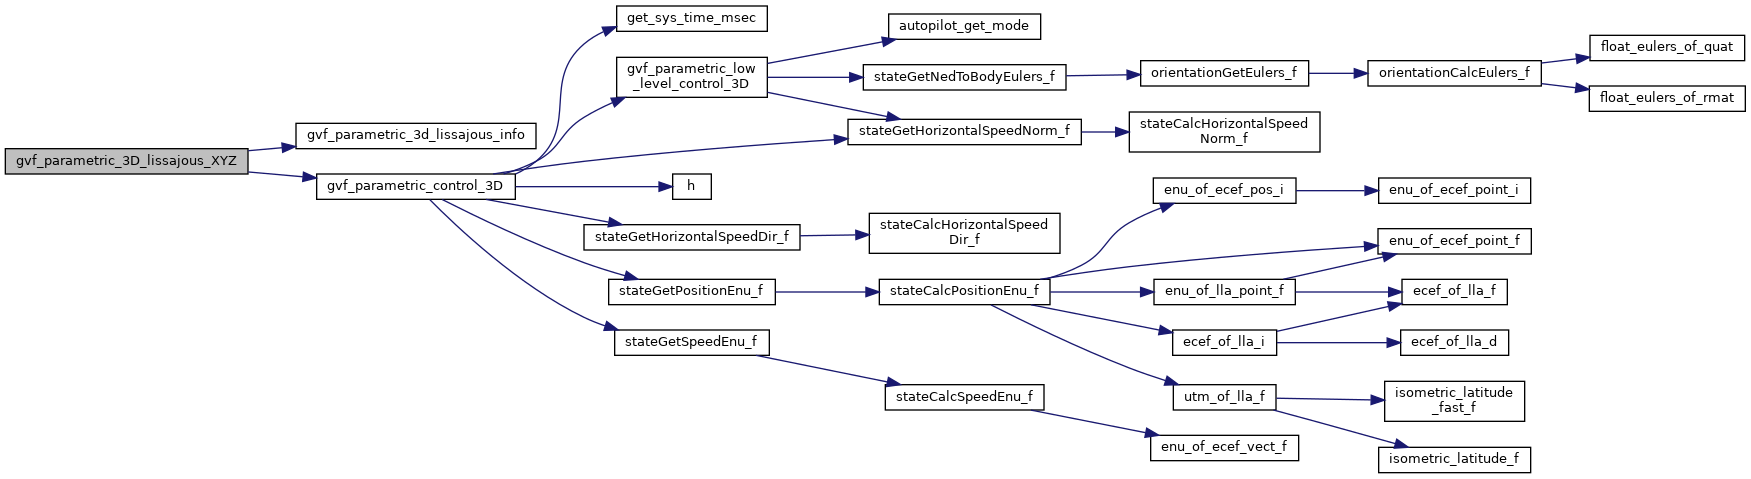 get_sys_time_msec
autopilot_get_mode
float_eulers_of_quat
gvf_parametric_low
_level_control_3D
stateGetNedToBodyEulers_f
orientationGetEulers_f
orientationCalcEulers_f
float_eulers_of_rmat
gvf_parametric_3d_lissajous_info
stateGetHorizontalSpeedNorm_f
stateCalcHorizontalSpeed
Norm_f
gvf_parametric_3D_lissajous_XYZ
gvf_parametric_control_3D
h
enu_of_ecef_pos_i
enu_of_ecef_point_i
stateGetHorizontalSpeedDir_f
stateCalcHorizontalSpeed
Dir_f
enu_of_ecef_point_f
stateGetPositionEnu_f
stateCalcPositionEnu_f
enu_of_lla_point_f
ecef_of_lla_f
stateGetSpeedEnu_f
ecef_of_lla_i
ecef_of_lla_d
stateCalcSpeedEnu_f
utm_of_lla_f
isometric_latitude
_fast_f
enu_of_ecef_vect_f
isometric_latitude_f